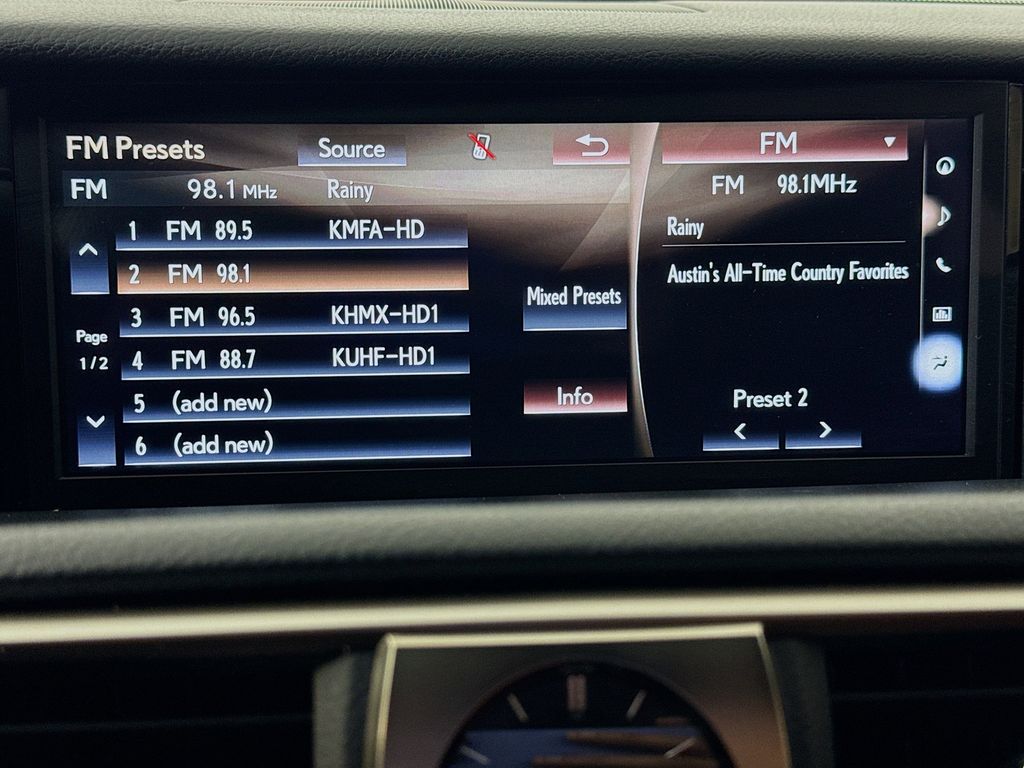 FM Presets
Source
FM 98.1 MHz Rainy
1 FM 89.5 KMFA-HD
2 FM 98.1
3 FM 96.5 KHMX-HD1
4 FM 88.7 KUHF-HD1
5 (add new)
6 (add new)
Page
1/2
Mixed Presets
Info
FM
FM 98.1MHz
Rainy
Austin's All-Time Country Favorites
Preset 2